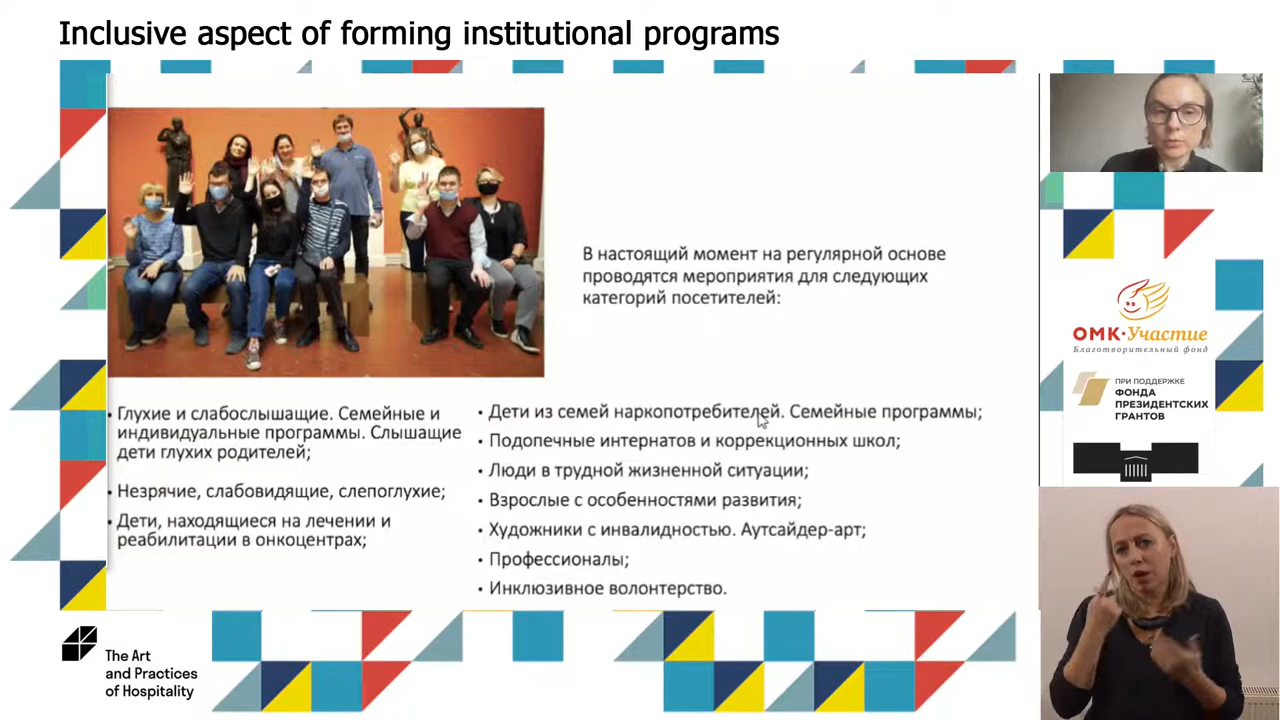 Inclusive aspect of forming institutional programs
В настоящий момент на регулярной основе
проводятся мероприятия для следующих
категорий посетителей:
• Глухие и слабослышащие. Семейные и
индивидуальные программы. Слышащие
дети глухих родителей;
• Незрячие, слабовидящие, слепоглухие;
• Дети, находящиеся на лечении и
реабилитации в онкоцентрах;
• Дети из семей наркопотребителей. Семейные программы;
• Подопечные интернатов и коррекционных школ;
• Люди в трудной жизненной ситуации;
• Взрослые с особенностями развития;
• Художники с инвалидностью. Аутсайдер-арт;
• Профессионалы;
• Инклюзивное волонтерство.
ОМК·Участие
Благотворительный фонд
ПРИ ПОДДЕРЖКЕ
ФОНДА
ПРЕЗИДЕНТСКИХ
ГРАНТОВ
The Art
and Practices
of Hospitality